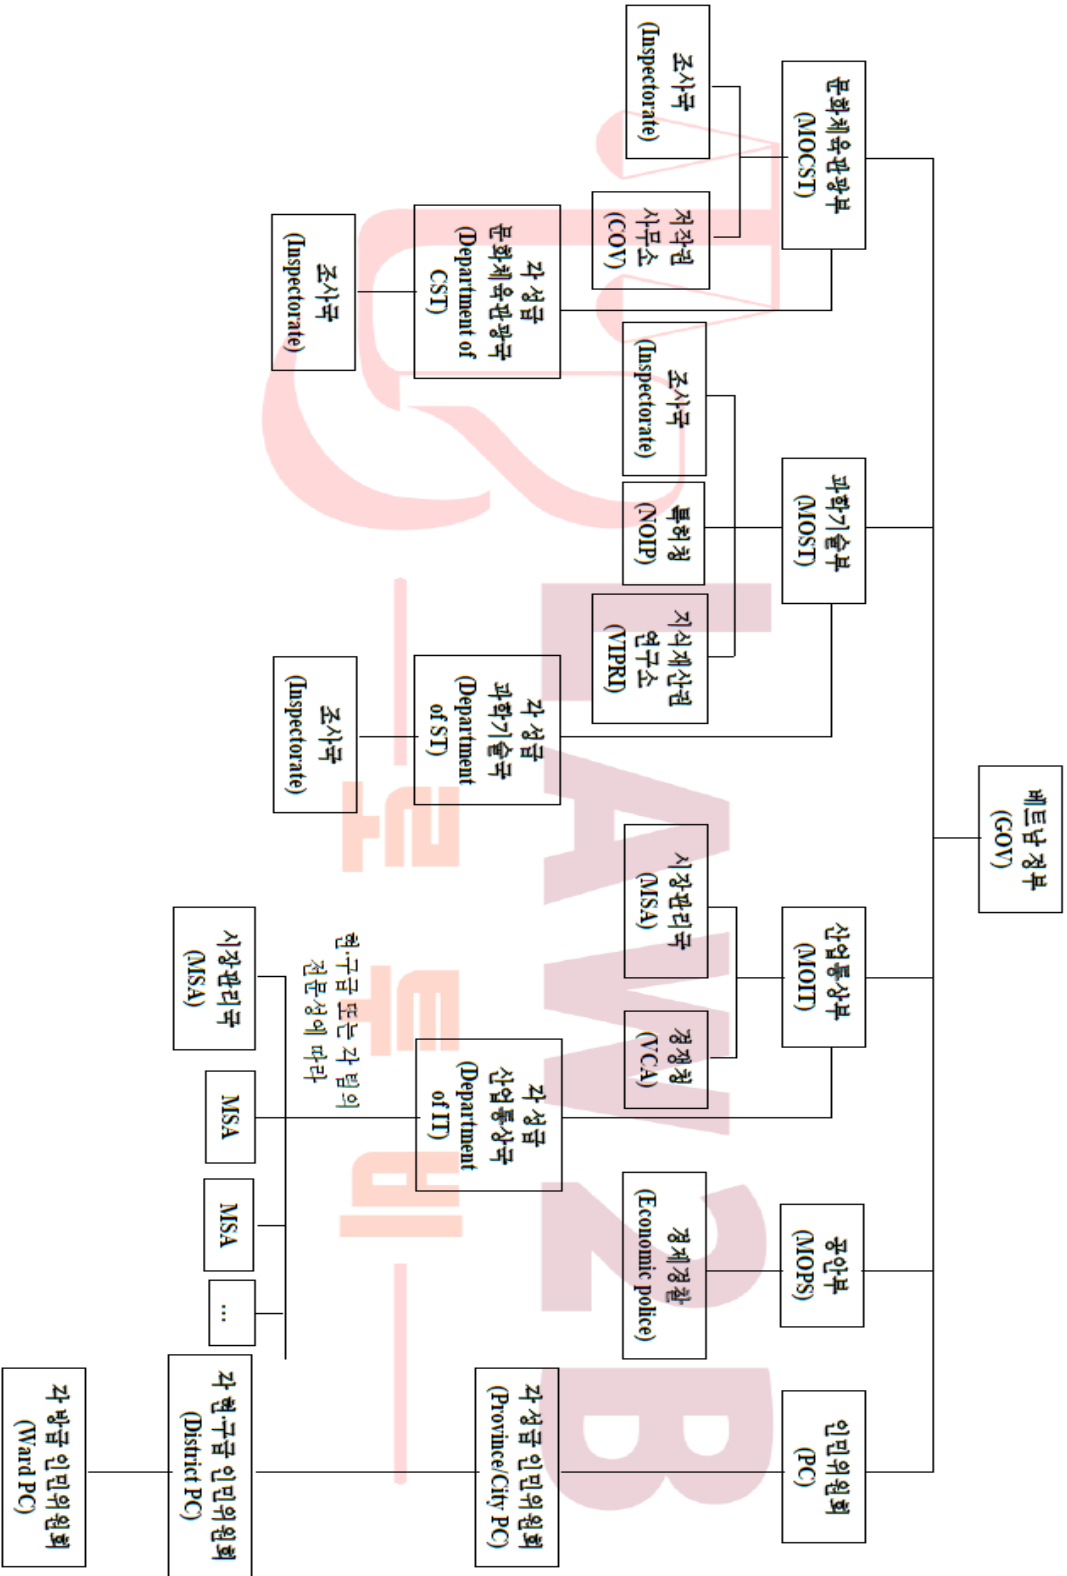 베트남 정부
(GOV)
문화체육관광부
(MOCST)
과학기술부
(MOST)
산업통상부
(MOIT)
공안부
(MOPS)
인민위원회
(PC)
조사국
(Inspectorate)
저작권
사무소
(COV)
조사국
(Inspectorate)
특허청
(NOIP)
지식재산권
연구소
(VIPRI)
시장관리국
(MSA)
경쟁청
(VCA)
경제경찰
(Economic police)
각 성급
문화체육관광국
(Department of
CST)
각 성급
과학기술국
(Department
of ST)
각 성급
산업통상국
(Department
of IT)
각 성급 인민위원회
(Province/City PC)
조사국
(Inspectorate)
조사국
(Inspectorate)
현.구급 또는 각 팀의
전문성에 따라
시장관리국
(MSA)
MSA
MSA
...
각 현.구급 인민위원회
(District PC)
각 방급 인민위원회
(Ward PC)
LAW2B
로투비